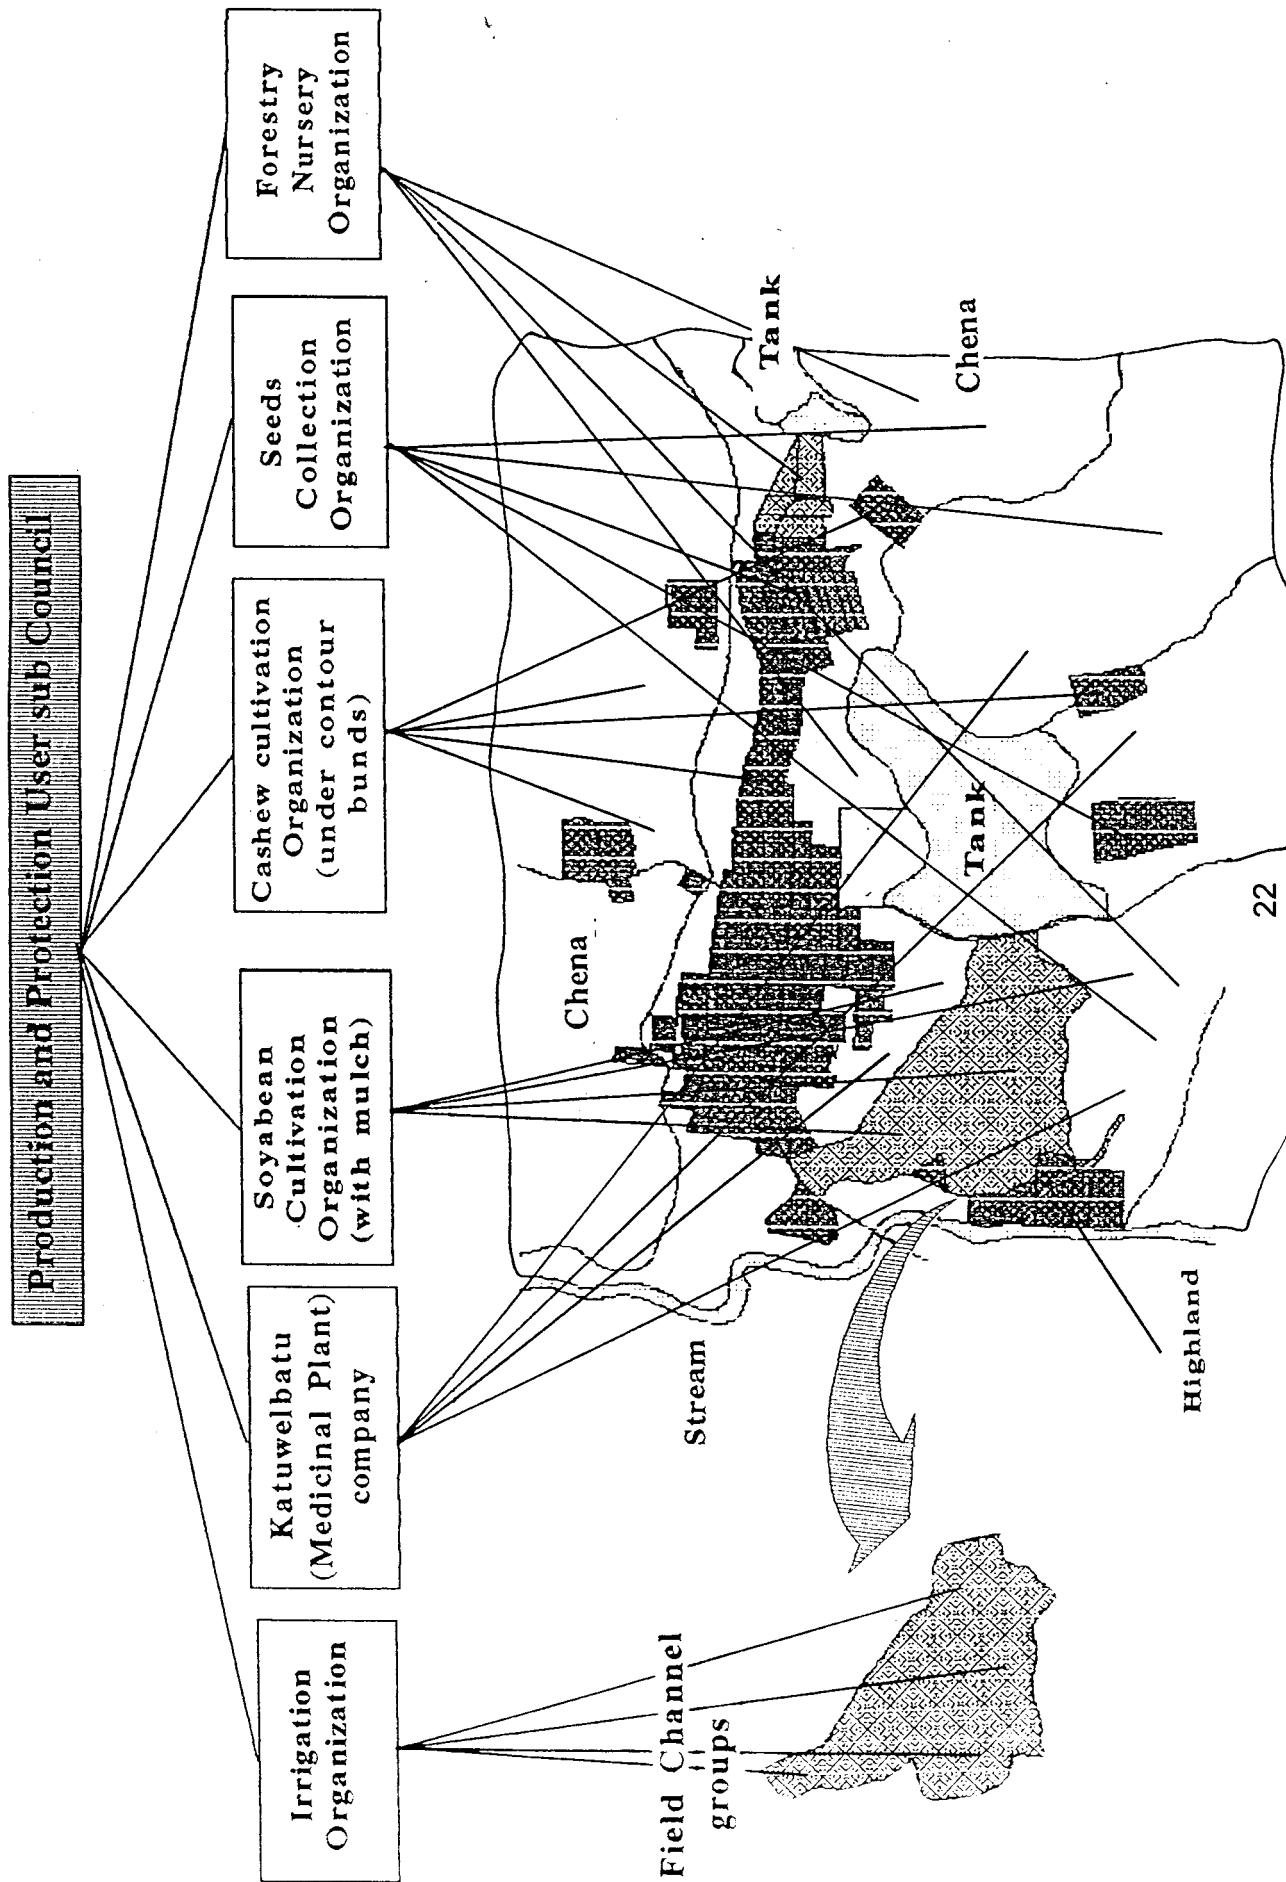 Production and Protection User sub Council
Irrigation
Organization
Katuwelbatu
(Medicinal Plant)
company
Soyabean
Cultivation
Organization
(with mulch)
Cashew cultivation
Organization
(under contour
bunds)
Seeds
Collection
Organization
Forestry
Nursery
Organization
Field Channel
groups
Stream
Chena
Tank
Chena
Tank
Highland
22